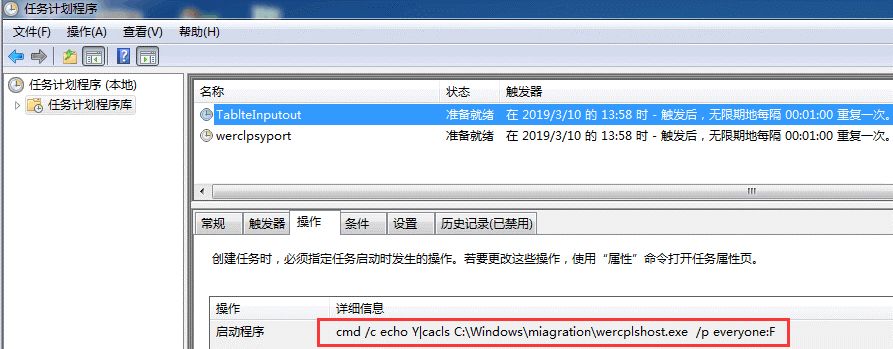 任务计划程序
文件(F) 操作(A) 查看(V) 帮助(H)
任务计划程序 (本地)
任务计划程序库
名称 状态 触发器
TablteInputout 准备就绪 在 2019/3/10 的 13:58 时 - 触发后，无限期地每隔 00:01:00 重复一次。
werclpsyport 准备就绪 在 2019/3/10 的 13:58 时 - 触发后，无限期地每隔 00:01:00 重复一次。
常规 触发器 操作 条件 设置 历史记录(已禁用)
创建任务时，必须指定任务启动时发生的操作。若要更改这些操作，使用“属性”命令打开任务属性页。
操作 详细信息
启动程序 cmd /c echo Y|cacls C:\Windows\miagration\wercplshost.exe /p everyone:F